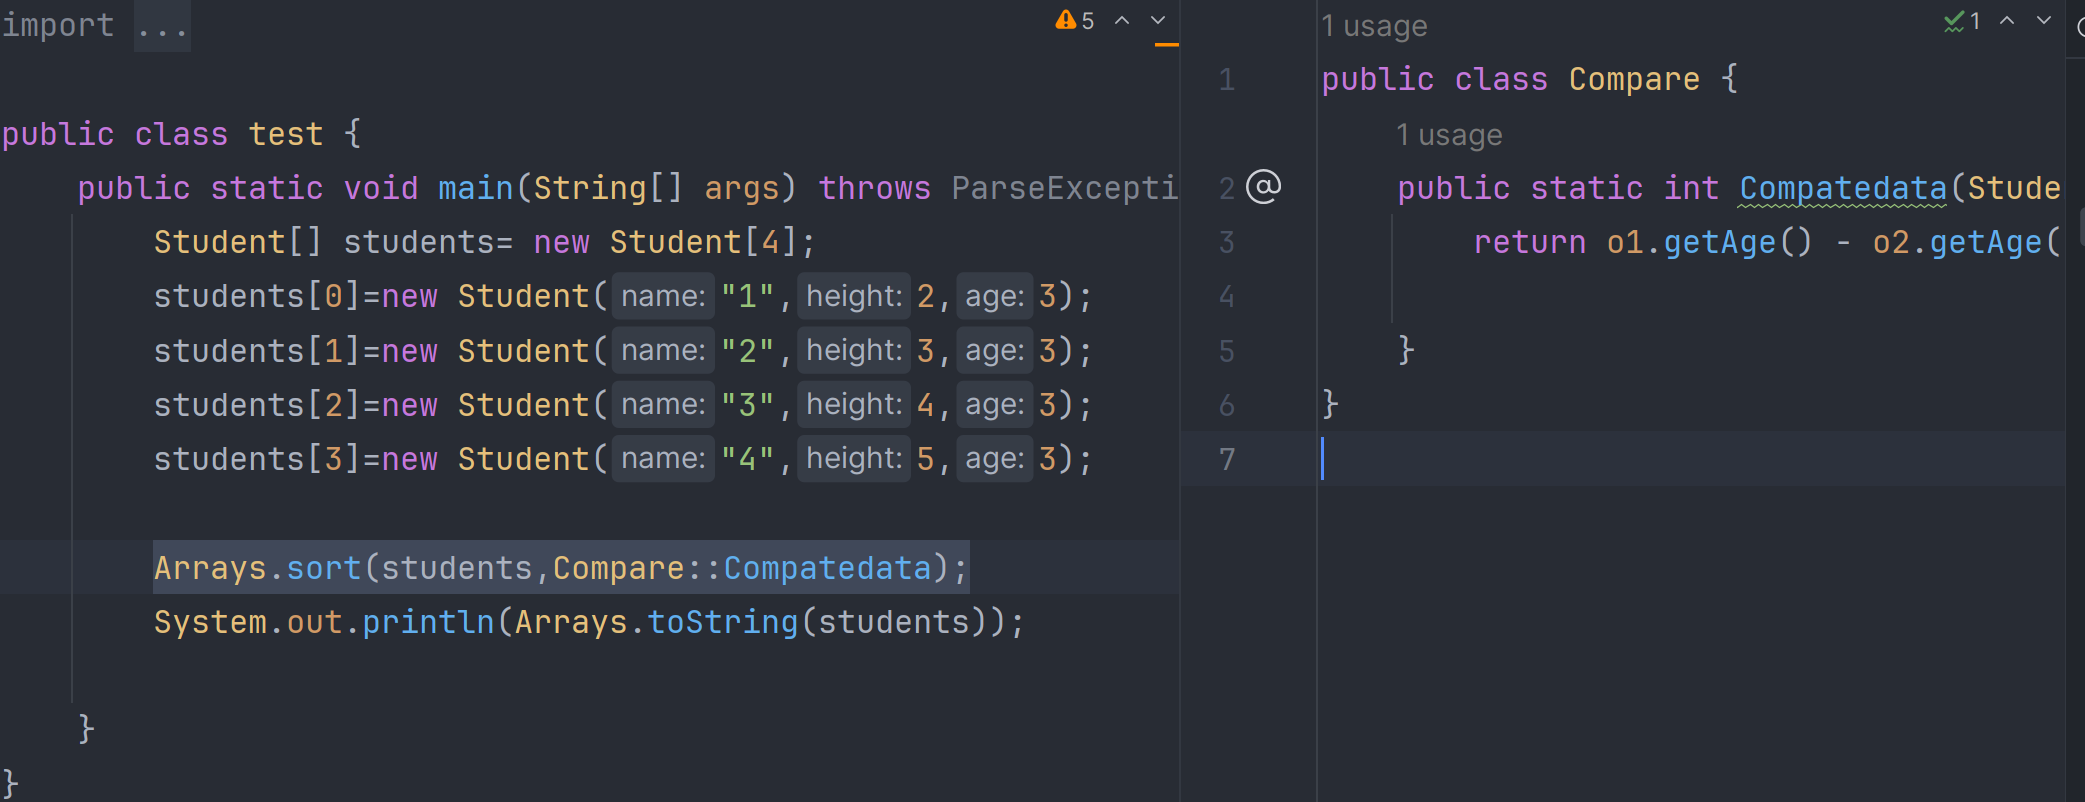 import ...
5
public class test {
public static void main(String[] args) throws ParseExcepti
Student[] students= new Student[4];
students[0]=new Student( name: "1", height: 2, age: 3);
students[1]=new Student( name: "2", height: 3, age: 3);
students[2]=new Student( name: "3", height: 4, age: 3);
students[3]=new Student( name: "4", height: 5, age: 3);
Arrays.sort(students,Compare::Compatedata);
System.out.println(Arrays.toString(students));
}
}
1 usage
1
1 public class Compare {
1 usage
2 @ public static int Compatedata(Stude
3 return o1.getAge() - o2.getAge(
4
5 }
6 }
7